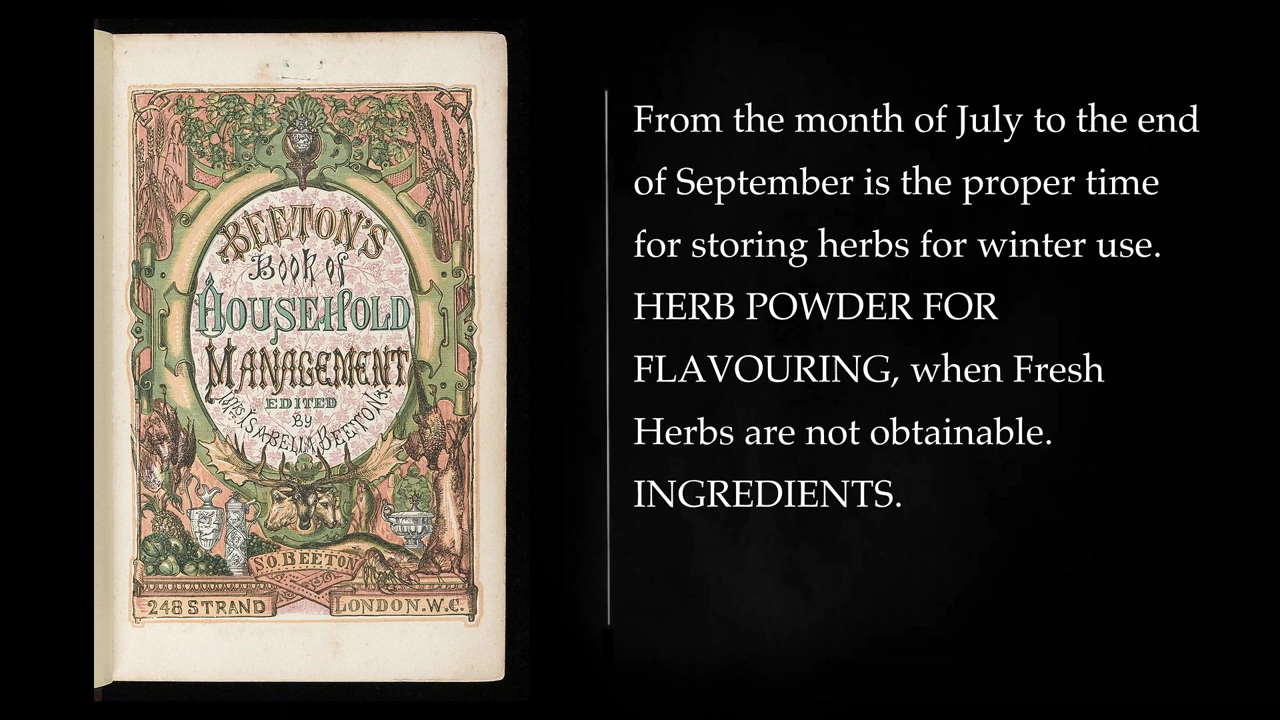 BEETON'S
Book of
HOUSEHOLD
MANAGEMENT
EDITED
BY
MRS ISABELLA BEETON
S.O. BEETON
248 STRAND
LONDON. W.C.
From the month of July to the end
of September is the proper time
for storing herbs for winter use.
HERB POWDER FOR
FLAVOURING, when Fresh
Herbs are not obtainable.
INGREDIENTS.